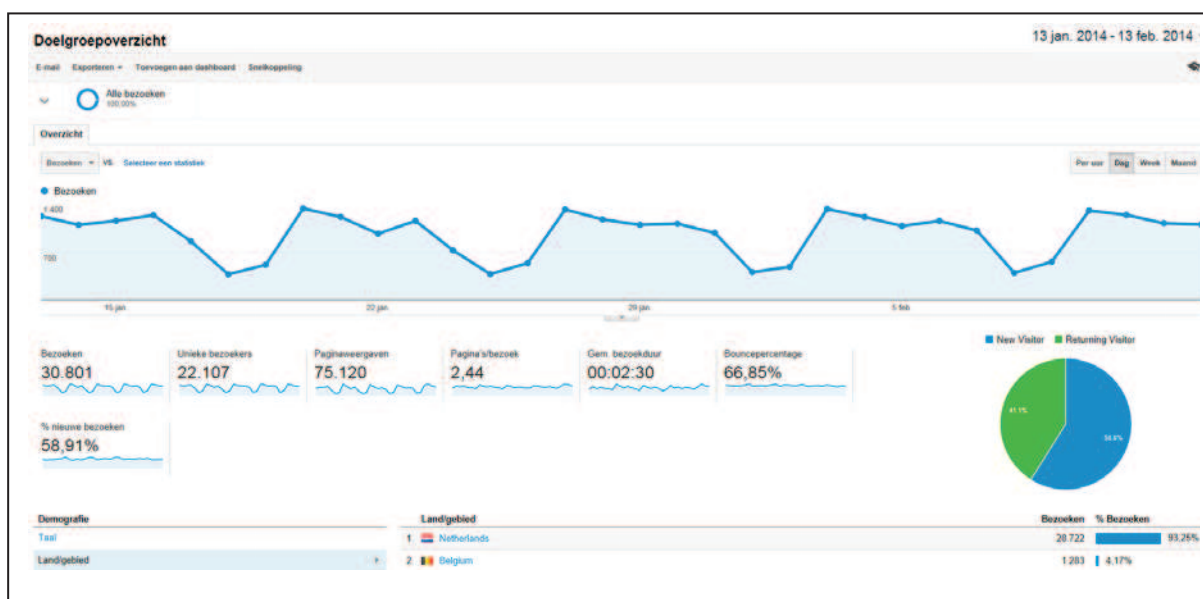 Doelgroepoverzicht
13 jan. 2014 - 13 feb. 2014
E-mail Exporteren Toevoegen aan dashboard Snelkoppeling
Alle bezoeken
100,00%
Overzicht
Bezoeken VS. Selecteer een statistiek
Per uur Dag Week Maand
Bezoeken
1.400
700
15 jan 22 jan 29 jan 5 feb
New Visitor Returning Visitor
Bezoeken Unieke bezoekers Paginaweergaven Pagina's/bezoek Gem. bezoekduur Bouncepercentage
30.801 22.107 75.120 2,44 00:02:30 66,85%
41.1%
% nieuwe bezoeken
58,91%
Demografie Land/gebied Bezoeken % Bezoeken
Taal 1 Netherlands 28.722 93,25%
Land/gebied 2 Belgium 1.283 4,17%